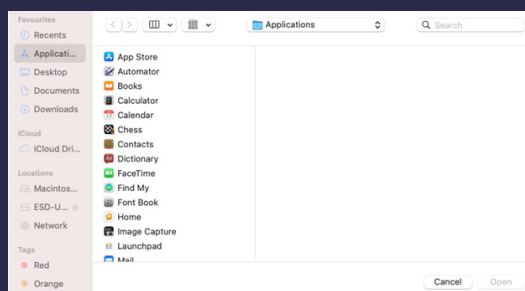 Favourites
Recents
Applicati...
Desktop
Documents
Downloads
iCloud
iCloud Dri...
Locations
Macintos...
ESD-U...
Network
Tags
Red
Orange
Applications
Search
App Store
Automator
Books
Calculator
Calendar
Chess
Contacts
Dictionary
FaceTime
Find My
Font Book
Home
Image Capture
Launchpad
Mail
Cancel Open